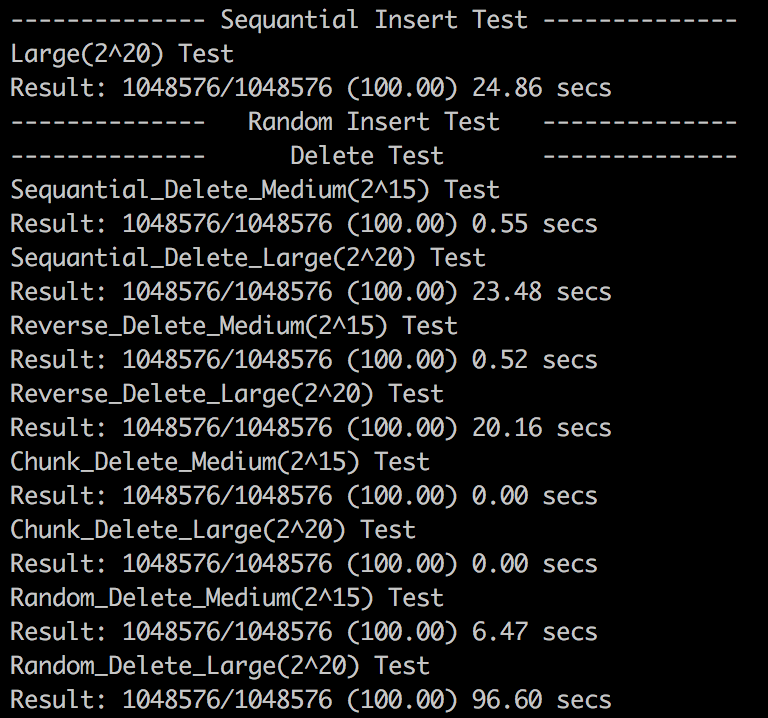 -------------- Sequantial Insert Test --------------
Large(2^20) Test
Result: 1048576/1048576 (100.00) 24.86 secs
--------------   Random Insert Test   --------------
--------------      Delete Test       --------------
Sequantial_Delete_Medium(2^15) Test
Result: 1048576/1048576 (100.00) 0.55 secs
Sequantial_Delete_Large(2^20) Test
Result: 1048576/1048576 (100.00) 23.48 secs
Reverse_Delete_Medium(2^15) Test
Result: 1048576/1048576 (100.00) 0.52 secs
Reverse_Delete_Large(2^20) Test
Result: 1048576/1048576 (100.00) 20.16 secs
Chunk_Delete_Medium(2^15) Test
Result: 1048576/1048576 (100.00) 0.00 secs
Chunk_Delete_Large(2^20) Test
Result: 1048576/1048576 (100.00) 0.00 secs
Random_Delete_Medium(2^15) Test
Result: 1048576/1048576 (100.00) 6.47 secs
Random_Delete_Large(2^20) Test
Result: 1048576/1048576 (100.00) 96.60 secs